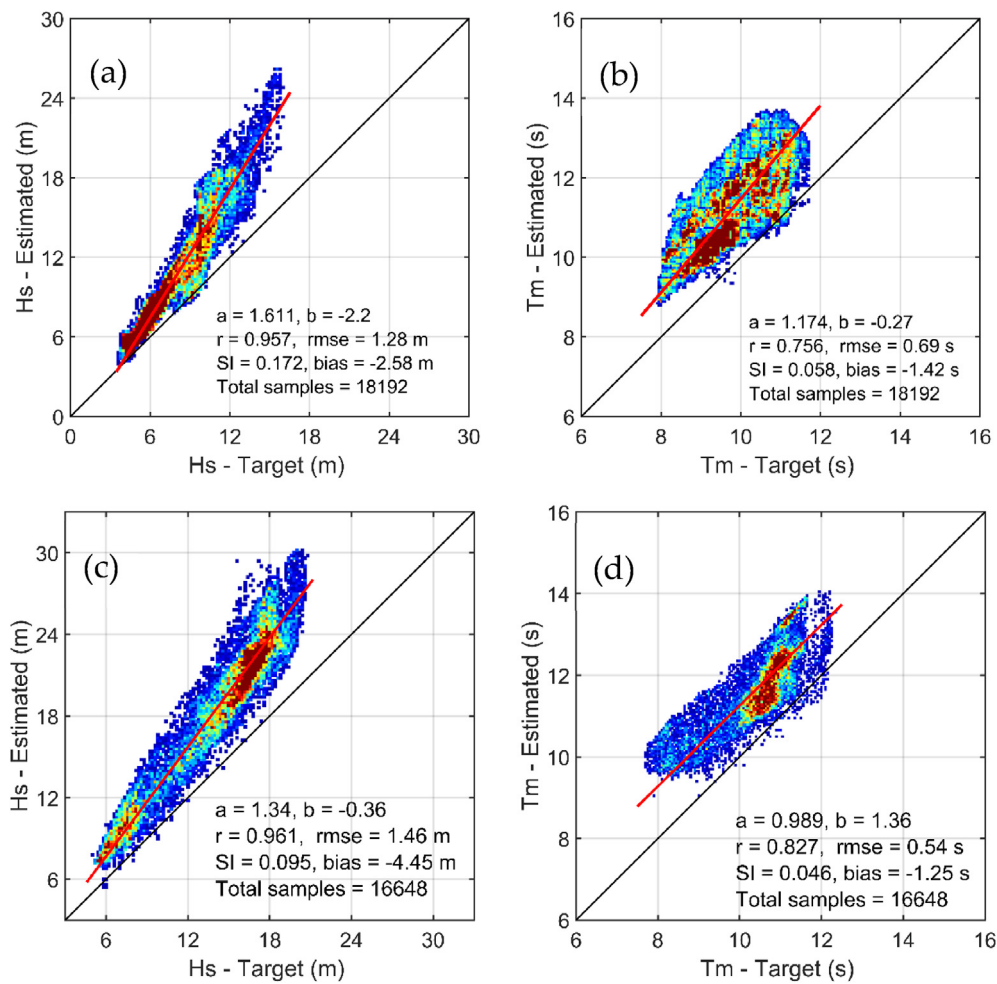 (a)
30
24
18
12
6
0
Hs - Estimated (m)
a = 1.611, b = -2.2
r = 0.957, rmse = 1.28 m
SI = 0.172, bias = -2.58 m
Total samples = 18192
0 6 12 18 24 30
Hs - Target (m)
(b)
16
14
12
10
8
6
Tm - Estimated (s)
a = 1.174, b = -0.27
r = 0.756, rmse = 0.69 s
SI = 0.058, bias = -1.42 s
Total samples = 18192
6 8 10 12 14 16
Tm - Target (s)
(c)
30
24
18
12
6
Hs - Estimated (m)
a = 1.34, b = -0.36
r = 0.961, rmse = 1.46 m
SI = 0.095, bias = -4.45 m
Total samples = 16648
6 12 18 24 30
Hs - Target (m)
(d)
16
14
12
10
8
6
Tm - Estimated (s)
a = 0.989, b = 1.36
r = 0.827, rmse = 0.54 s
SI = 0.046, bias = -1.25 s
Total samples = 16648
6 8 10 12 14 16
Tm - Target (s)